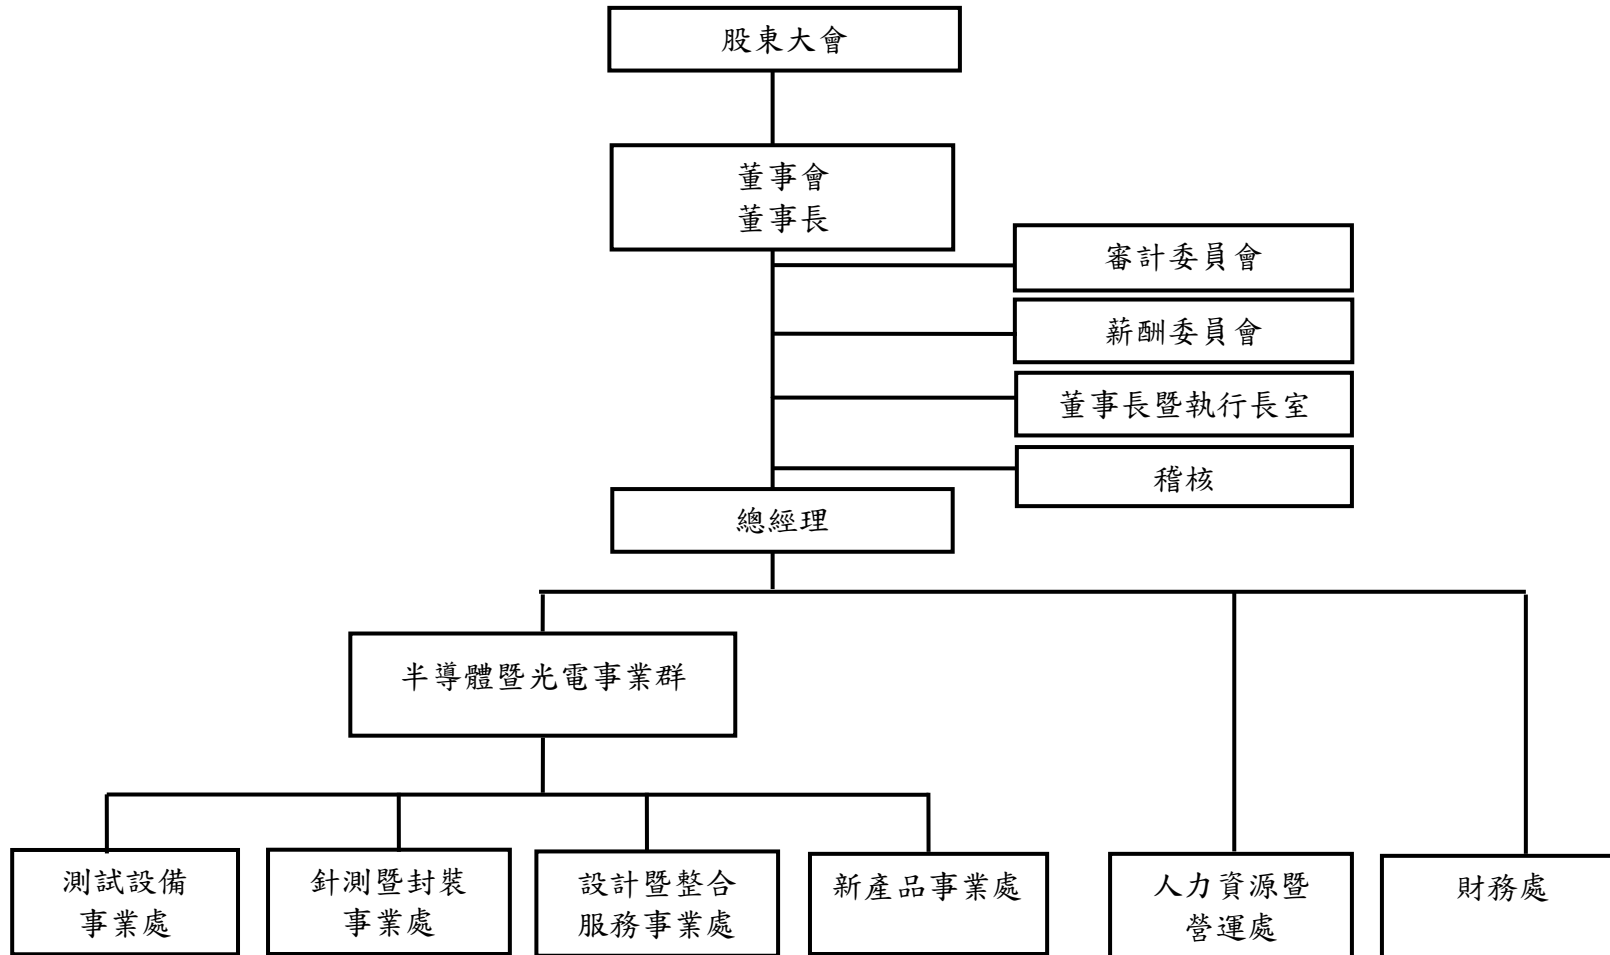 股東大會
董事會
董事長
審計委員會
薪酬委員會
董事長暨執行長室
稽核
總經理
半導體暨光電事業群
測試設備
事業處
針測暨封裝
事業處
設計暨整合
服務事業處
新產品事業處
人力資源暨
營運處
財務處